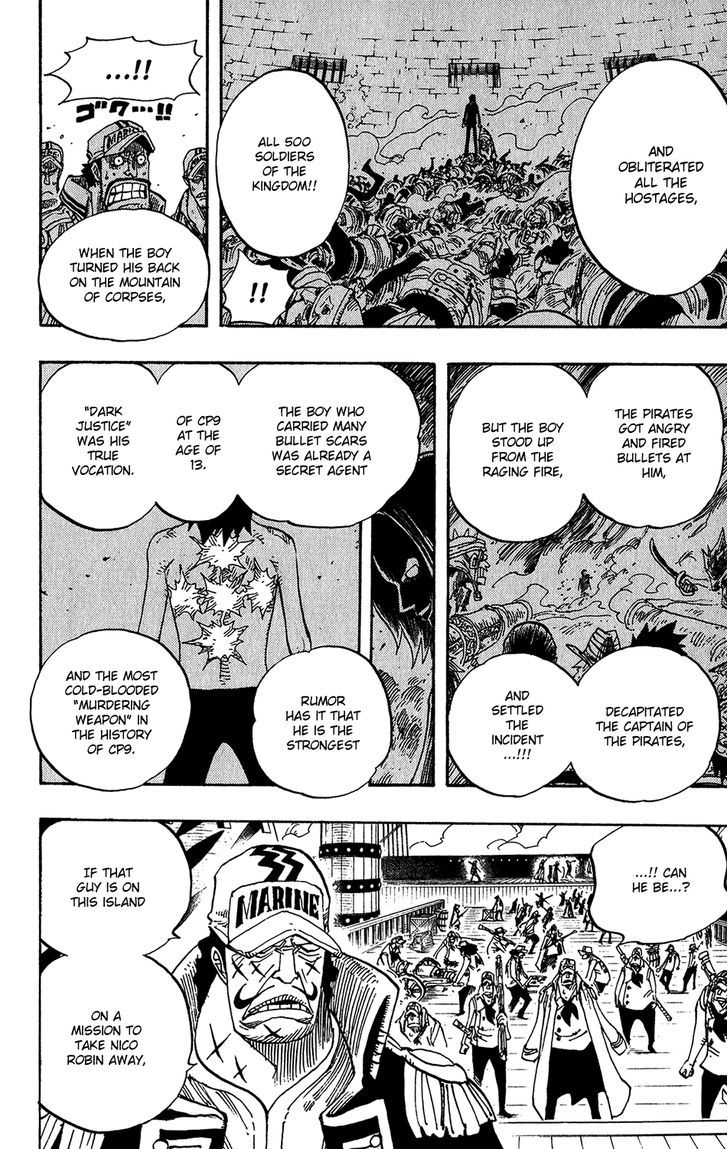 AND
OBLITERATED
ALL THE
HOSTAGES,
ALL 500
SOLDIERS
OF THE
KINGDOM!!
!!
...!!
ゴクッ…!!
MARINE
WHEN THE BOY
TURNED HIS BACK
ON THE MOUNTAIN
OF CORPSES,
THE PIRATES
GOT ANGRY
AND FIRED
BULLETS AT
HIM,
BUT THE BOY
STOOD UP
FROM THE
RAGING FIRE,
DECAPITATED
THE CAPTAIN OF
THE PIRATES,
AND
SETTLED
THE
INCIDENT
...!!!
THE BOY WHO
CARRIED MANY
BULLET SCARS
WAS ALREADY A
SECRET AGENT
OF CP9
AT THE
AGE OF
13.
"DARK
JUSTICE"
WAS HIS
TRUE
VOCATION.
RUMOR
HAS IT THAT
HE IS THE
STRONGEST
AND THE MOST
COLD-BLOODED
"MURDERING
WEAPON" IN
THE HISTORY
OF CP9.
...!! CAN
HE BE...?
IF THAT
GUY IS ON
THIS ISLAND
MARINE
ON A
MISSION TO
TAKE NICO
ROBIN AWAY,